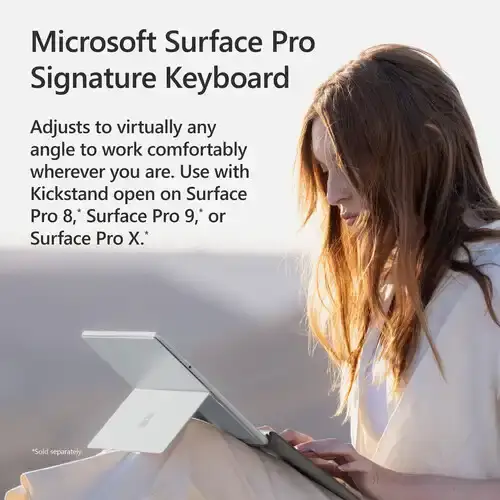 Microsoft Surface Pro
Signature Keyboard
Adjusts to virtually any
angle to work comfortably
wherever you are. Use with
Kickstand open on Surface
Pro 8,* Surface Pro 9,* or
Surface Pro X.*
*Sold separately.